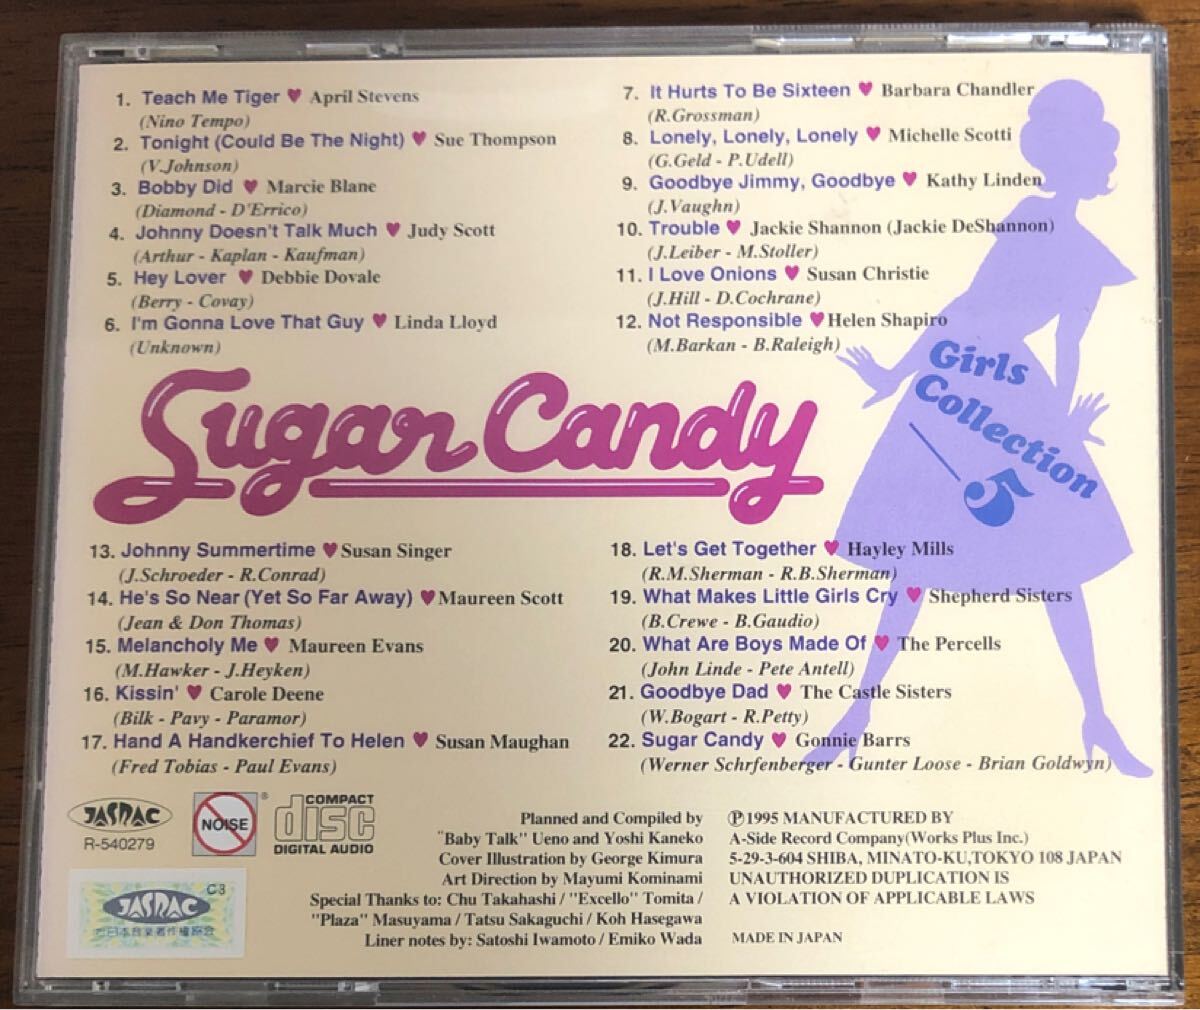 1. Teach Me Tiger ♥ April Stevens
(Nino Tempo)
2. Tonight (Could Be The Night) ♥ Sue Thompson
(V.Johnson)
3. Bobby Did ♥ Marcie Blane
(Diamond - D'Errico)
4. Johnny Doesn't Talk Much ♥ Judy Scott
(Arthur - Kaplan - Kaufman)
5. Hey Lover ♥ Debbie Dovale
(Berry - Covay)
6. I'm Gonna Love That Guy ♥ Linda Lloyd
(Unknown)
7. It Hurts To Be Sixteen ♥ Barbara Chandler
(R.Grossman)
8. Lonely, Lonely, Lonely ♥ Michelle Scotti
(G.Geld - P.Udell)
9. Goodbye Jimmy, Goodbye ♥ Kathy Linden
(J.Vaughn)
10. Trouble ♥ Jackie Shannon (Jackie DeShannon)
(J.Leiber - M.Stoller)
11. I Love Onions ♥ Susan Christie
(J.Hill - D.Cochrane)
12. Not Responsible ♥ Helen Shapiro
(M.Barkan - B.Raleigh)
Sugar Candy
Girls
Collection
5
13. Johnny Summertime ♥ Susan Singer
(J.Schroeder - R.Conrad)
14. He's So Near (Yet So Far Away) ♥ Maureen Scott
(Jean & Don Thomas)
15. Melancholy Me ♥ Maureen Evans
(M.Hawker - J.Heyken)
16. Kissin' ♥ Carole Deene
(Bilk - Pavy - Paramor)
17. Hand A Handkerchief To Helen ♥ Susan Maughan
(Fred Tobias - Paul Evans)
18. Let's Get Together ♥ Hayley Mills
(R.M.Sherman - R.B.Sherman)
19. What Makes Little Girls Cry ♥ Shepherd Sisters
(B.Crewe - B.Gaudio)
20. What Are Boys Made Of ♥ The Percells
(John Linde - Pete Antell)
21. Goodbye Dad ♥ The Castle Sisters
(W.Bogart - R.Petty)
22. Sugar Candy ♥ Gonnie Barrs
(Werner Schrfenberger - Gunter Loose - Brian Goldwyn)
JASRAC
R-540279
NOISE
®
COMPACT
disc
DIGITAL AUDIO
C3
JASRAC
日本音楽著作権協会
Planned and Compiled by
"Baby Talk" Ueno and Yoshi Kaneko
Cover Illustration by George Kimura
Art Direction by Mayumi Kominami
Special Thanks to: Chu Takahashi / "Excello" Tomita /
"Plaza" Masuyama / Tatsu Sakaguchi / Koh Hasegawa
Liner notes by: Satoshi Iwamoto / Emiko Wada
Ⓟ1995 MANUFACTURED BY
A-Side Record Company(Works Plus Inc.)
5-29-3-604 SHIBA, MINATO-KU,TOKYO 108 JAPAN
UNAUTHORIZED DUPLICATION IS
A VIOLATION OF APPLICABLE LAWS
MADE IN JAPAN